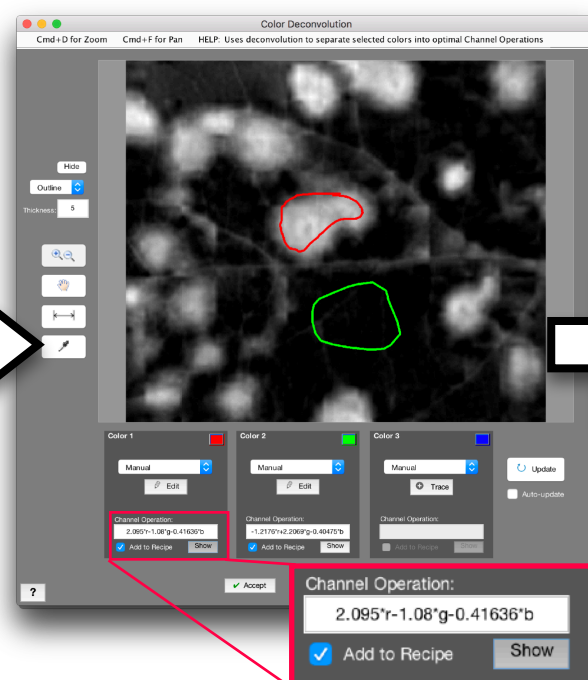 Color Deconvolution
Cmd+D for Zoom Cmd+F for Pan HELP: Uses deconvolution to separate selected colors into optimal Channel Operations
Hide
Outline
Thickness: 5
Color 1 Color 2 Color 3
Manual Manual Manual
Edit Edit Trace
Update
Auto-update
Channel Operation: Channel Operation: Channel Operation:
2.095*r-1.08*g-0.41636*b -1.2176*r+2.2069*g-0.40475*b
Add to Recipe Show Add to Recipe Show Add to Recipe Show
? Accept
Channel Operation:
2.095*r-1.08*g-0.41636*b
Add to Recipe Show